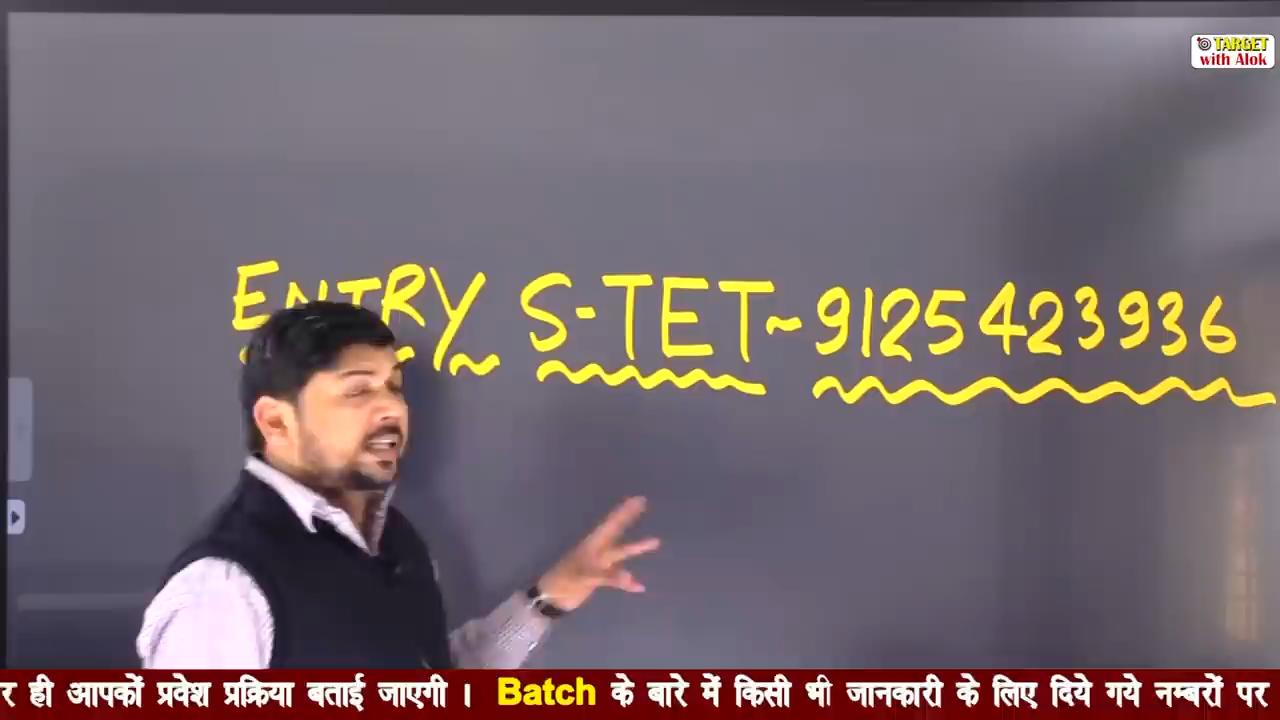 TARGET
with Alok
ENTRY S-TET~9125423936
र ही आपकों प्रवेश प्रक्रिया बताई जाएगी । Batch के बारे में किसी भी जानकारी के लिए दिये गये नम्बरों पर